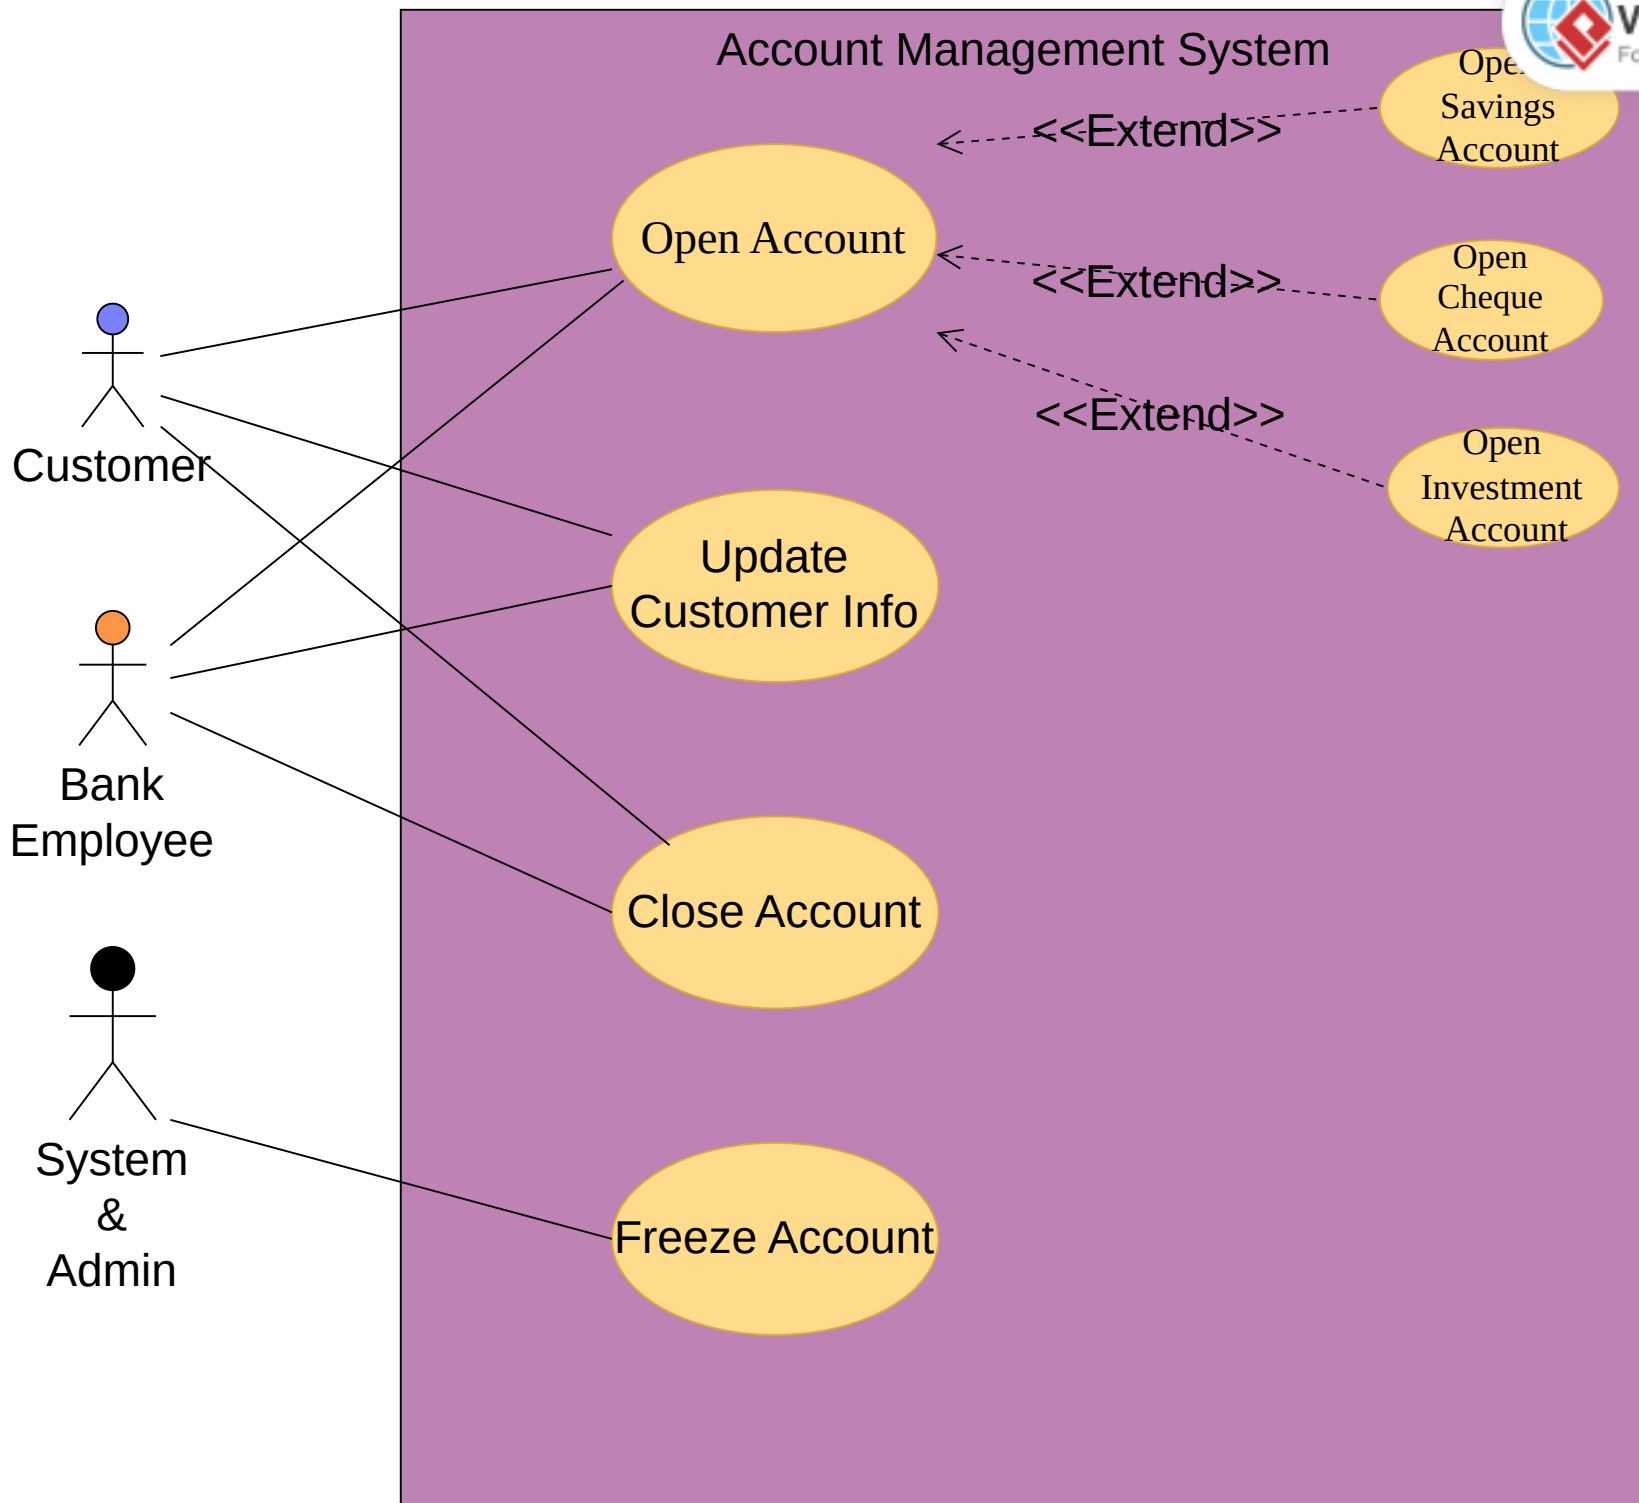 Account Management System
Open
Savings
Account
<<Extend>>
Open Account
<<Extend>>
Open
Cheque
Account
<<Extend>>
Open
Investment
Account
Customer
Update
Customer Info
Bank
Employee
Close Account
System
&
Admin
Freeze Account